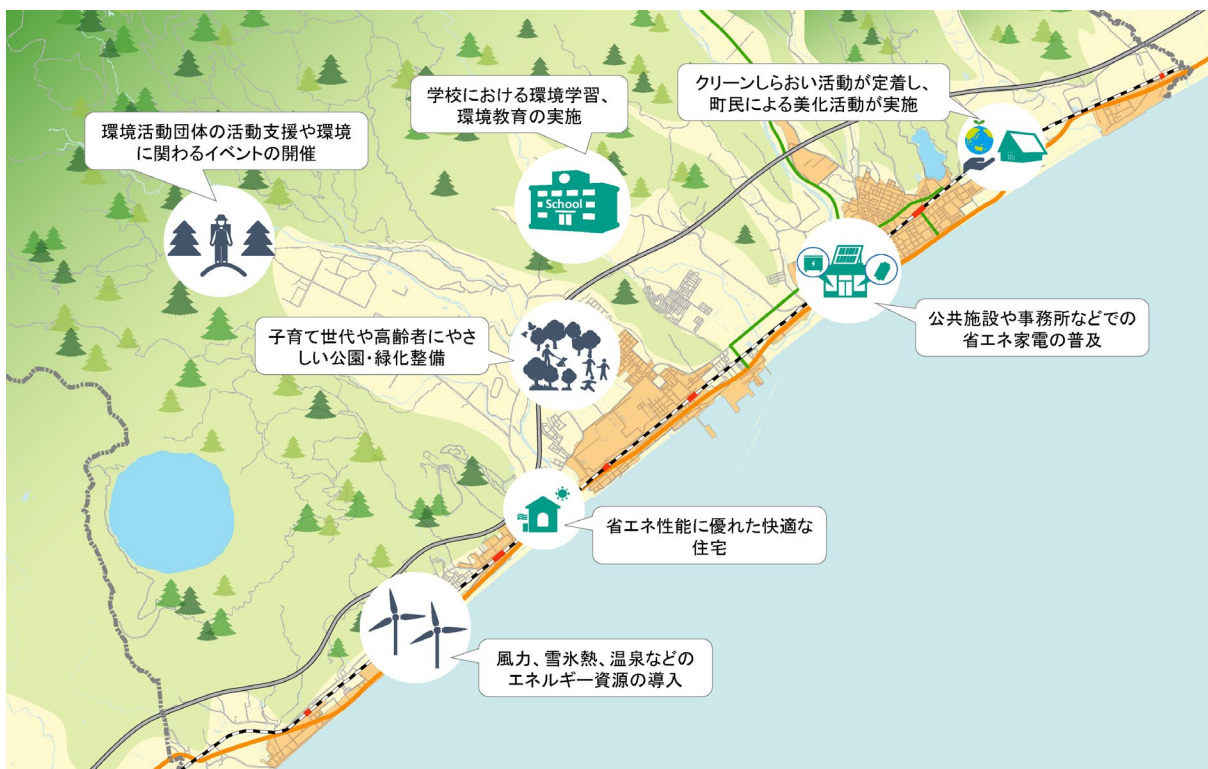 クリーンしらおい活動が定着し、
町民による美化活動が実施
学校における環境学習、
環境教育の実施
環境活動団体の活動支援や環境
に関わるイベントの開催
School
公共施設や事務所などでの
省エネ家電の普及
子育て世代や高齢者にやさ
しい公園・緑化整備
省エネ性能に優れた快適な
住宅
風力、雪氷熱、温泉などの
エネルギー資源の導入